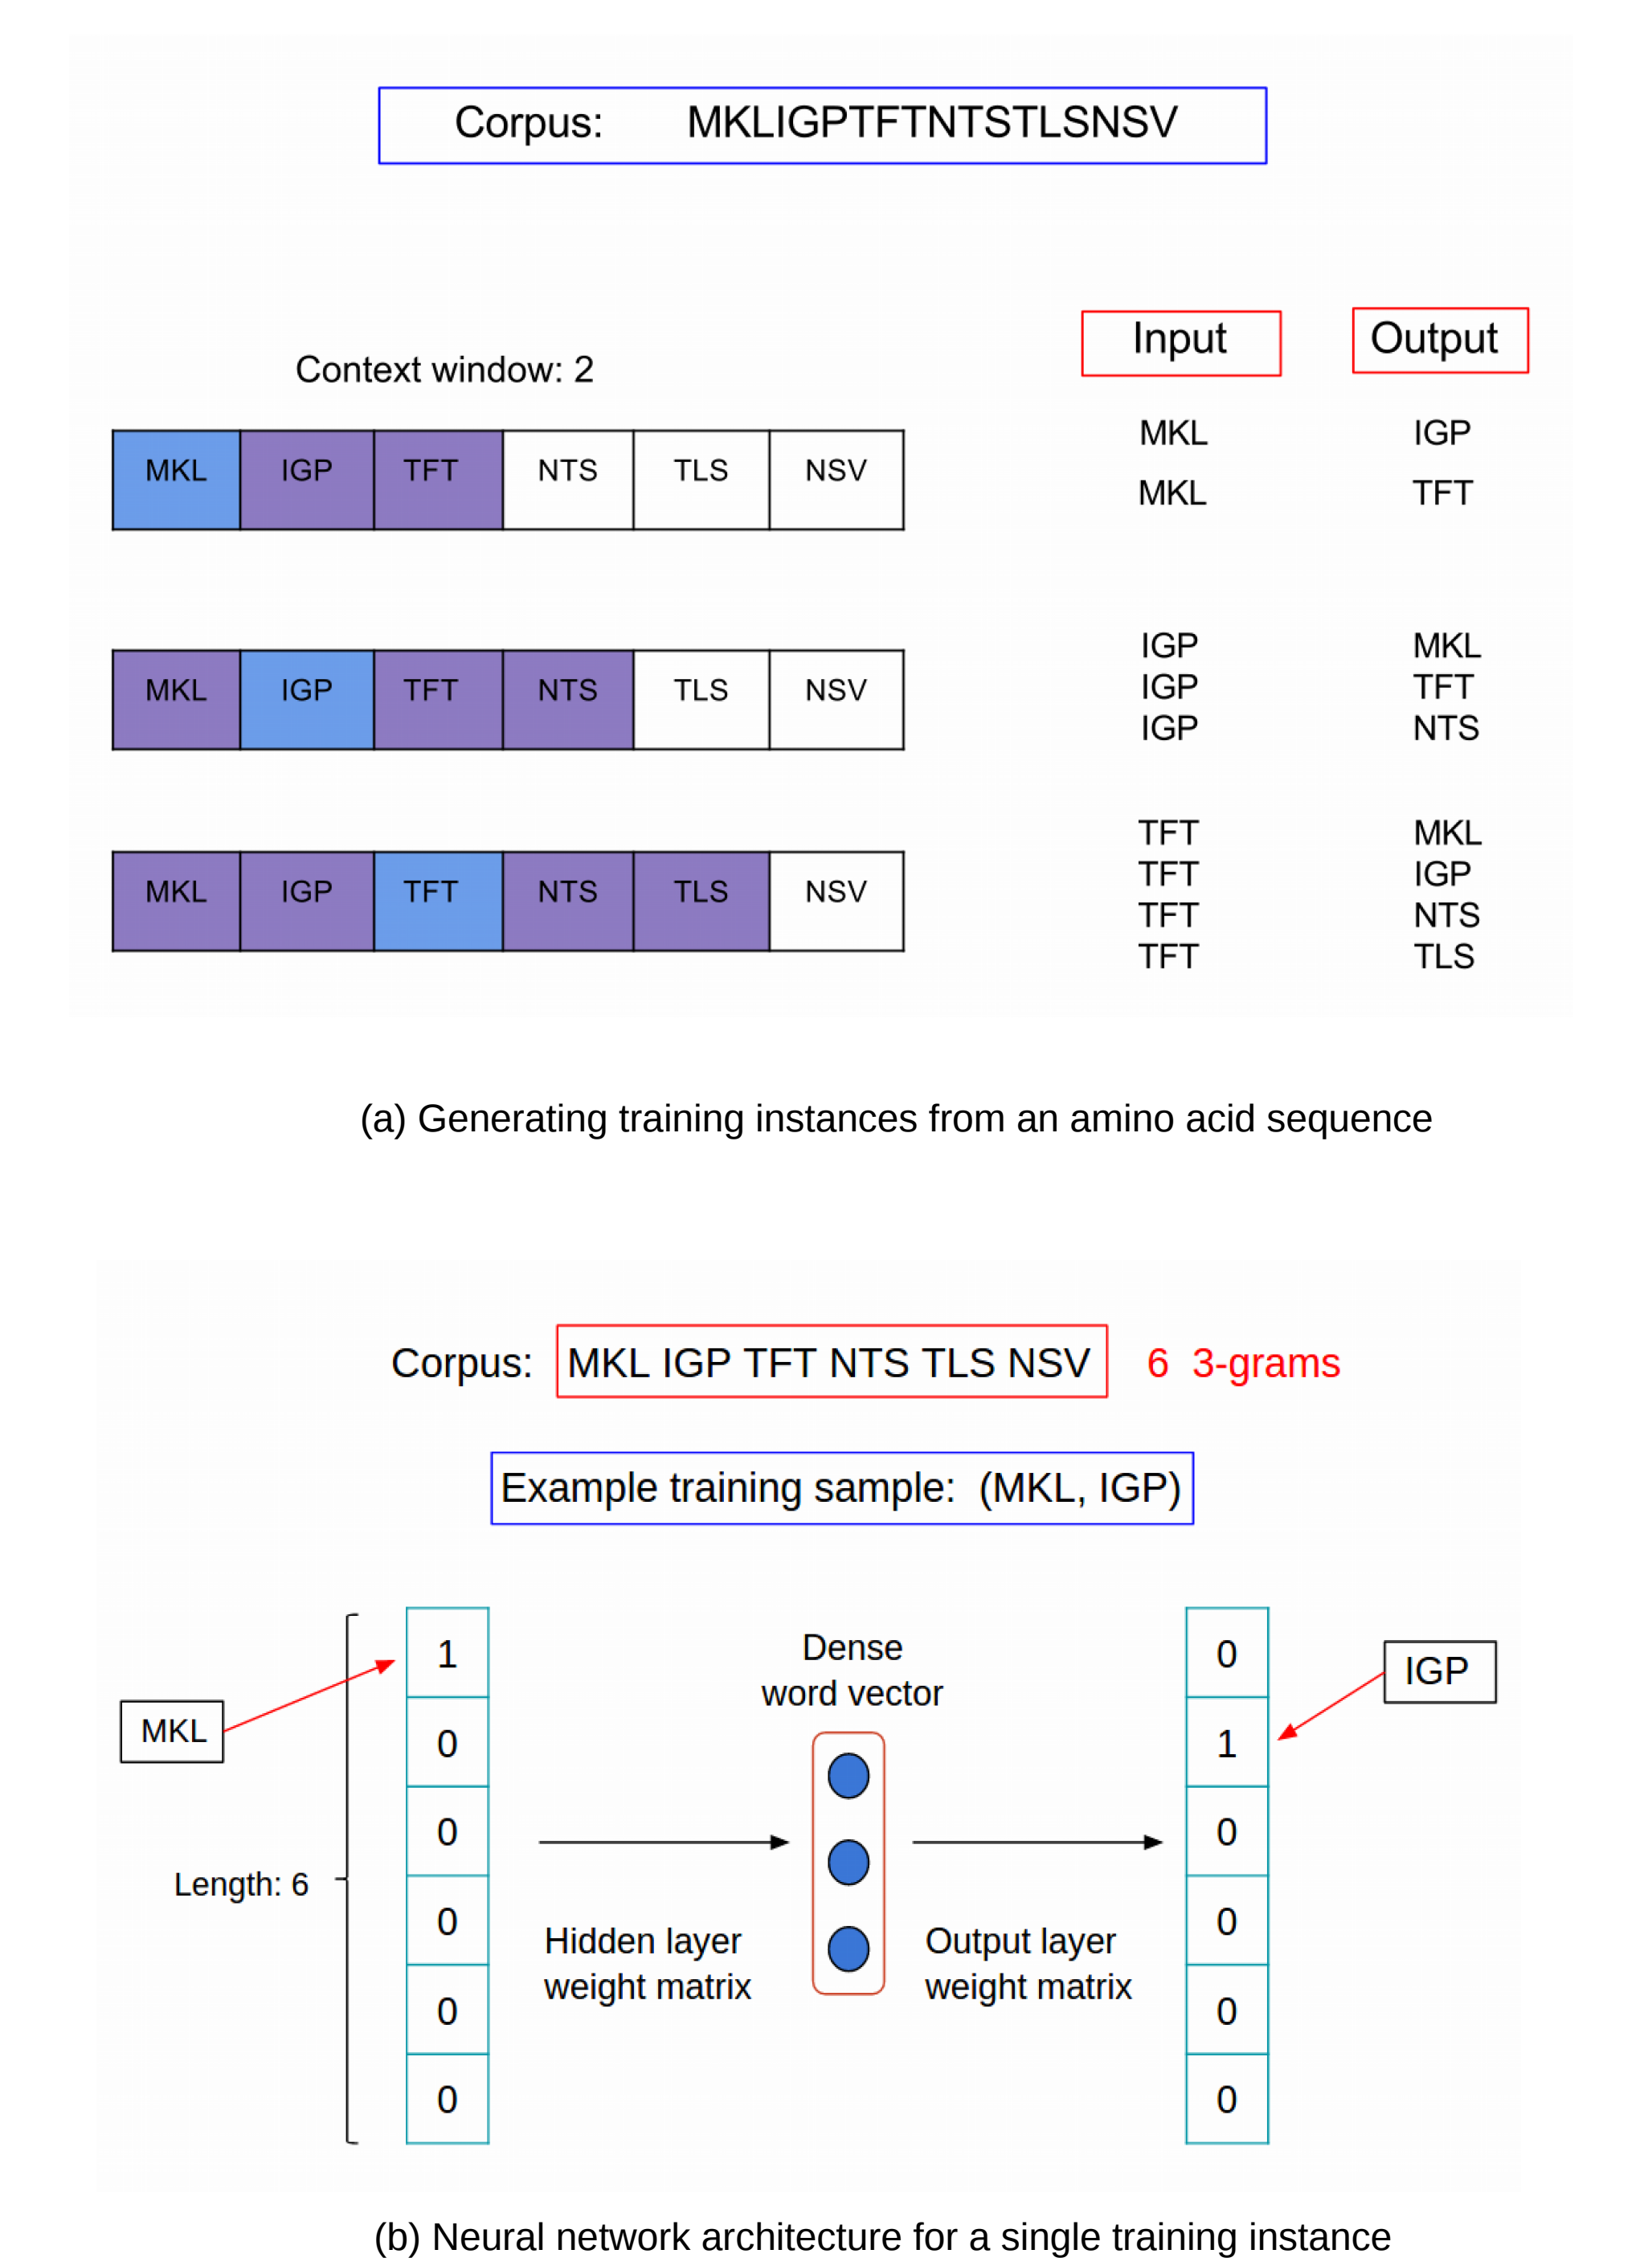 Corpus: MKLIGPTFTNTSTLSNSV
Input Output
Context window: 2
MKL IGP TFT NTS TLS NSV
MKL IGP
MKL TFT
MKL IGP TFT NTS TLS NSV
IGP MKL
IGP TFT
IGP NTS
MKL IGP TFT NTS TLS NSV
TFT MKL
TFT IGP
TFT NTS
TFT TLS
(a) Generating training instances from an amino acid sequence
Corpus: MKL IGP TFT NTS TLS NSV 6 3-grams
Example training sample: (MKL, IGP)
MKL
Length: 6
1
0
0
0
0
0
Hidden layer
weight matrix
Dense
word vector
Output layer
weight matrix
0
1
0
0
0
0
IGP
(b) Neural network architecture for a single training instance